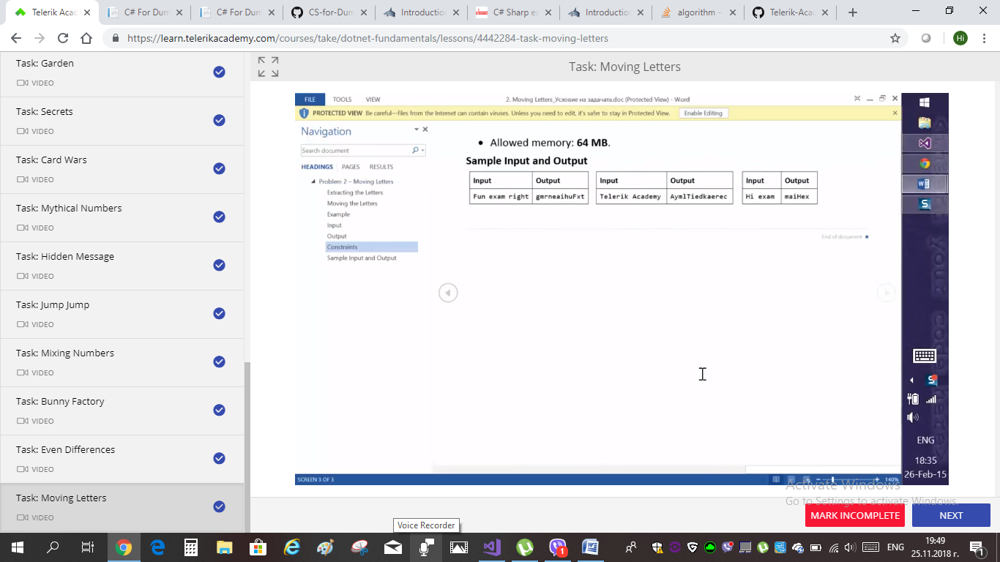 Telerik Acad
C# For Dum
C# For Dum
CS-for-Dum
Introduction
C# Sharp ex
Introduction
algorithm -
Telerik-Acad
https://learn.telerikacademy.com/courses/take/dotnet-fundamentals/lessons/4442284-task-moving-letters
Hi
Task: Garden
VIDEO
Task: Secrets
VIDEO
Task: Card Wars
VIDEO
Task: Mythical Numbers
VIDEO
Task: Hidden Message
VIDEO
Task: Jump Jump
VIDEO
Task: Mixing Numbers
VIDEO
Task: Bunny Factory
VIDEO
Task: Even Differences
VIDEO
Task: Moving Letters
VIDEO
Task: Moving Letters
FILE TOOLS VIEW 2. Moving Letters_Условие на задачата.doc (Protected View) - Word
PROTECTED VIEW Be careful—files from the Internet can contain viruses. Unless you need to edit, it's safer to stay in Protected View. Enable Editing
Navigation
Search document
HEADINGS PAGES RESULTS
Problem 2 – Moving Letters
Extracting the Letters
Moving the Letters
Example
Input
Output
Constraints
Sample Input and Output
• Allowed memory: 64 MB.
Sample Input and Output
Input Output Input Output Input Output
Fun exam right gmrneaihuFxt Telerik Academy AymlTiedkaerec Hi exam maiHex
End of document
SCREEN 3 OF 3
140%
ENG
18:35
26-Feb-15
Activate Windows
Go to Settings to activate Windows.
MARK INCOMPLETE NEXT
Voice Recorder
1
ENG
19:49
25.11.2018 г.
1